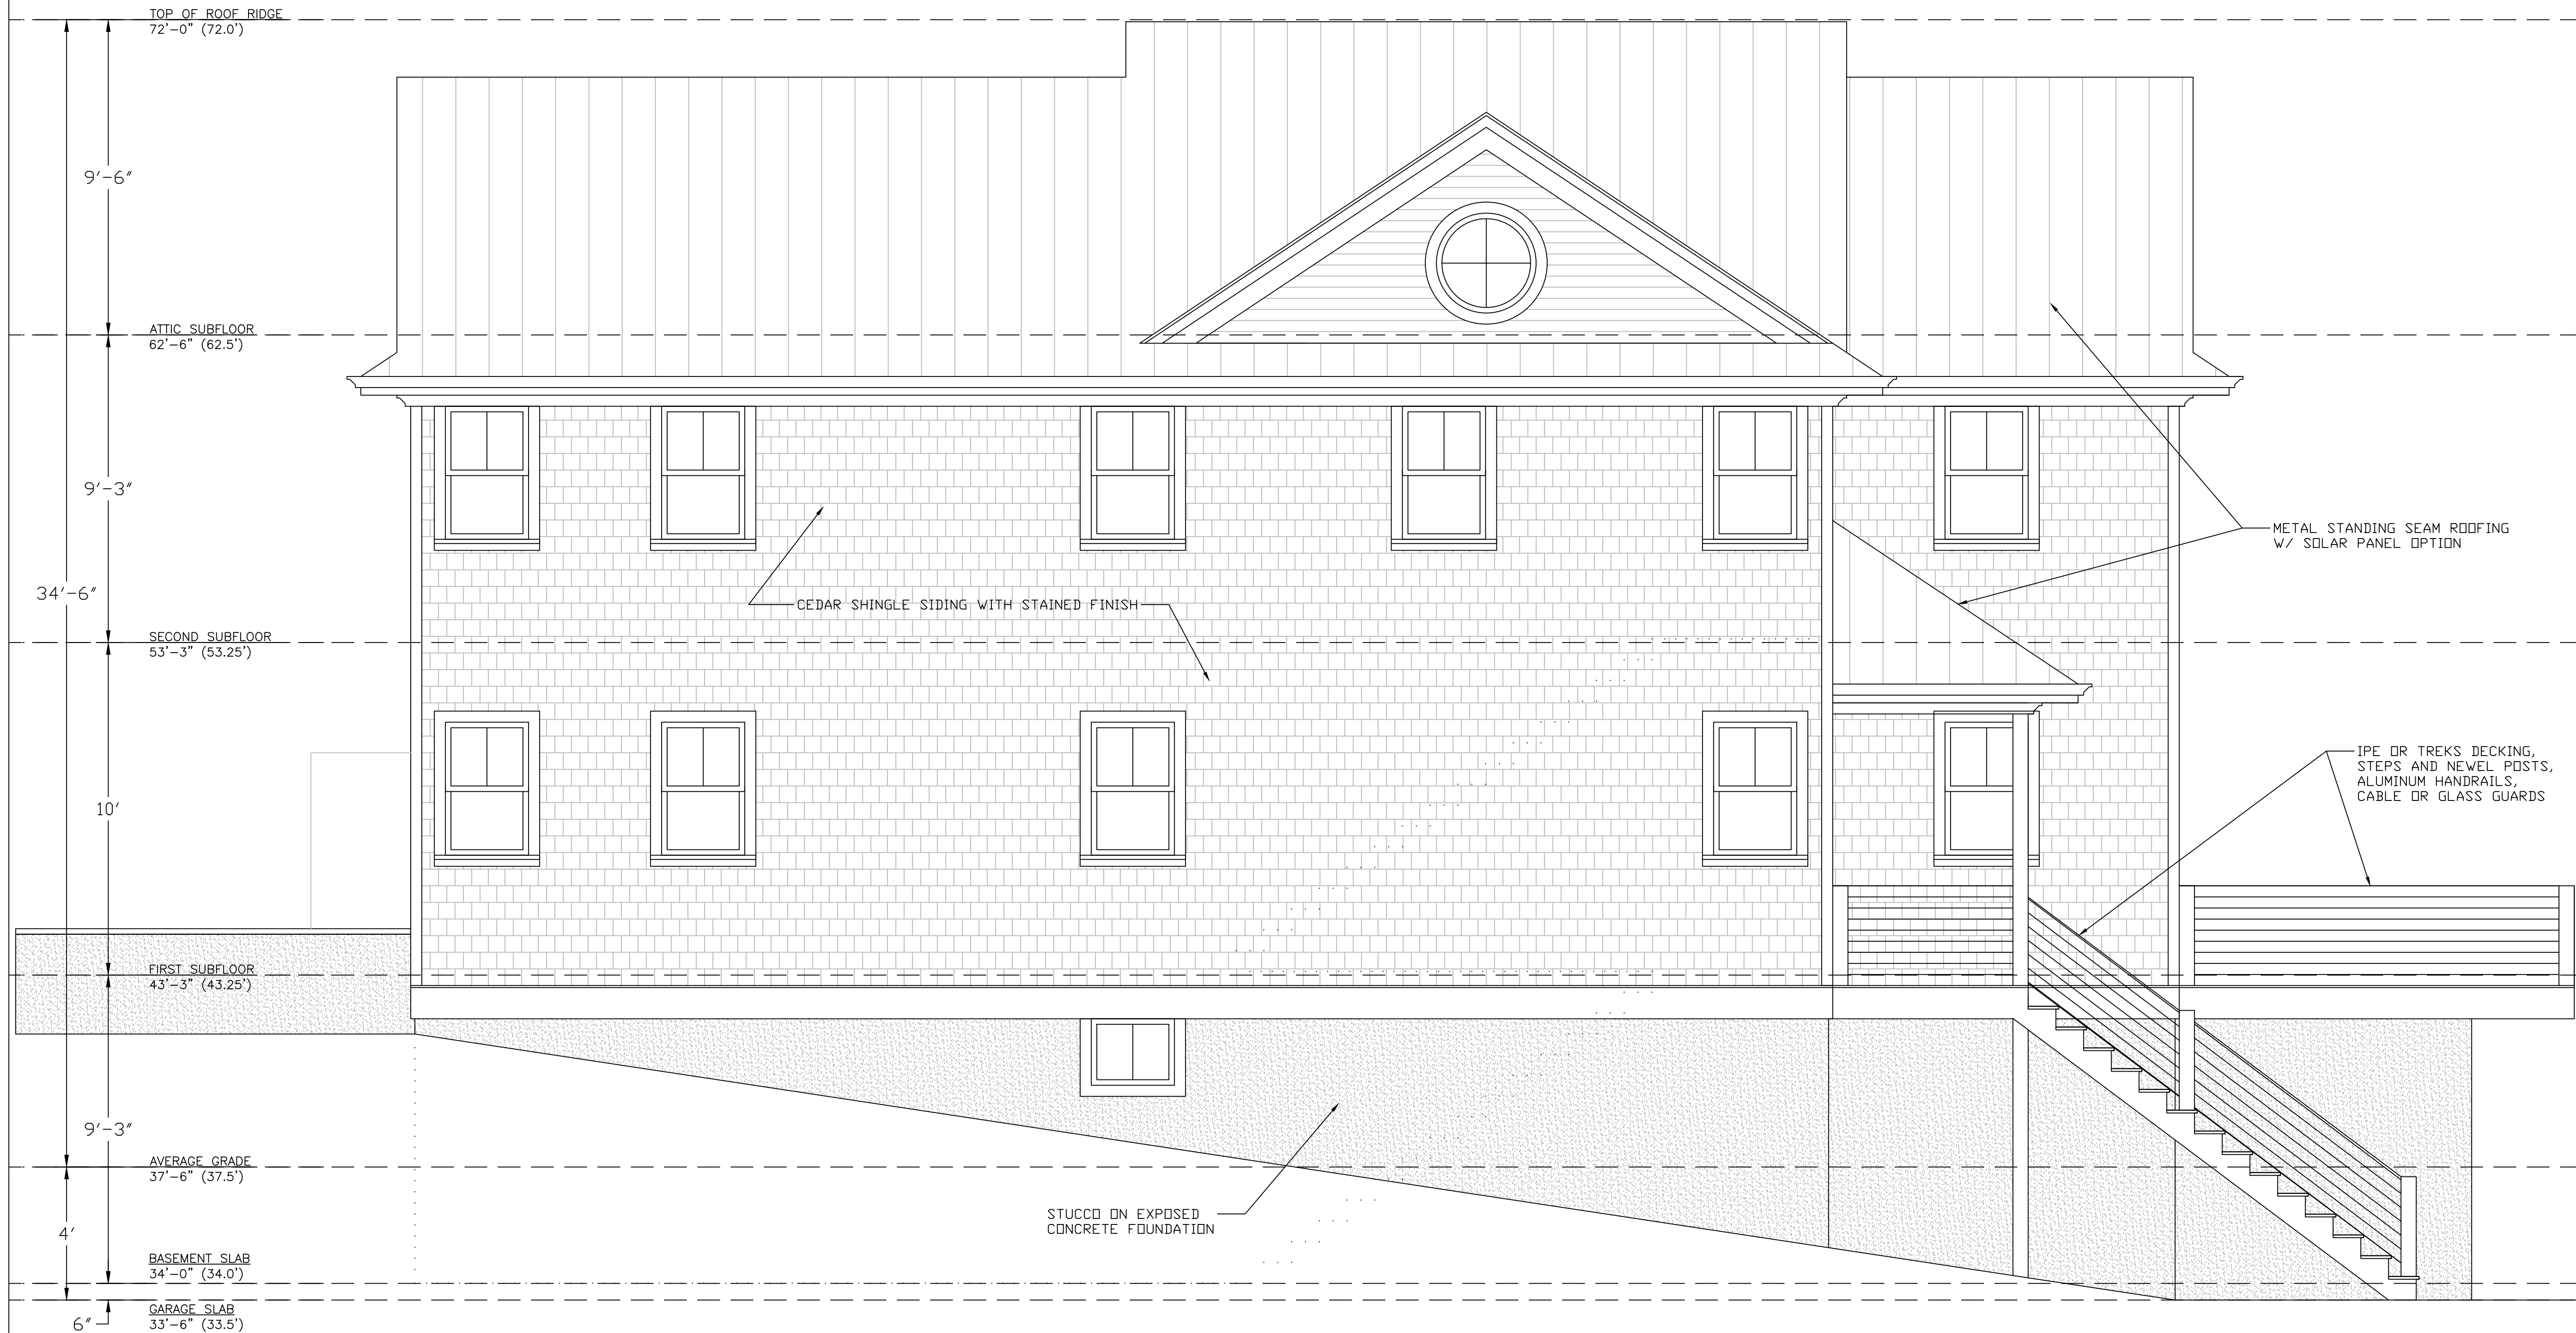 TOP OF ROOF RIDGE
72'-0" (72.0')
9'-6"
ATTIC SUBFLOOR
62'-6" (62.5')
9'-3"
METAL STANDING SEAM ROOFING
W/ SOLAR PANEL OPTION
34'-6"
CEDAR SHINGLE SIDING WITH STAINED FINISH
SECOND SUBFLOOR
53'-3" (53.25')
IPE OR TREKS DECKING,
STEPS AND NEWEL POSTS,
ALUMINUM HANDRAILS,
CABLE OR GLASS GUARDS
10'
FIRST SUBFLOOR
43'-3" (43.25')
9'-3"
AVERAGE GRADE
37'-6" (37.5')
STUCCO ON EXPOSED
CONCRETE FOUNDATION
4'
BASEMENT SLAB
34'-0" (34.0')
GARAGE SLAB
33'-6" (33.5')
6"